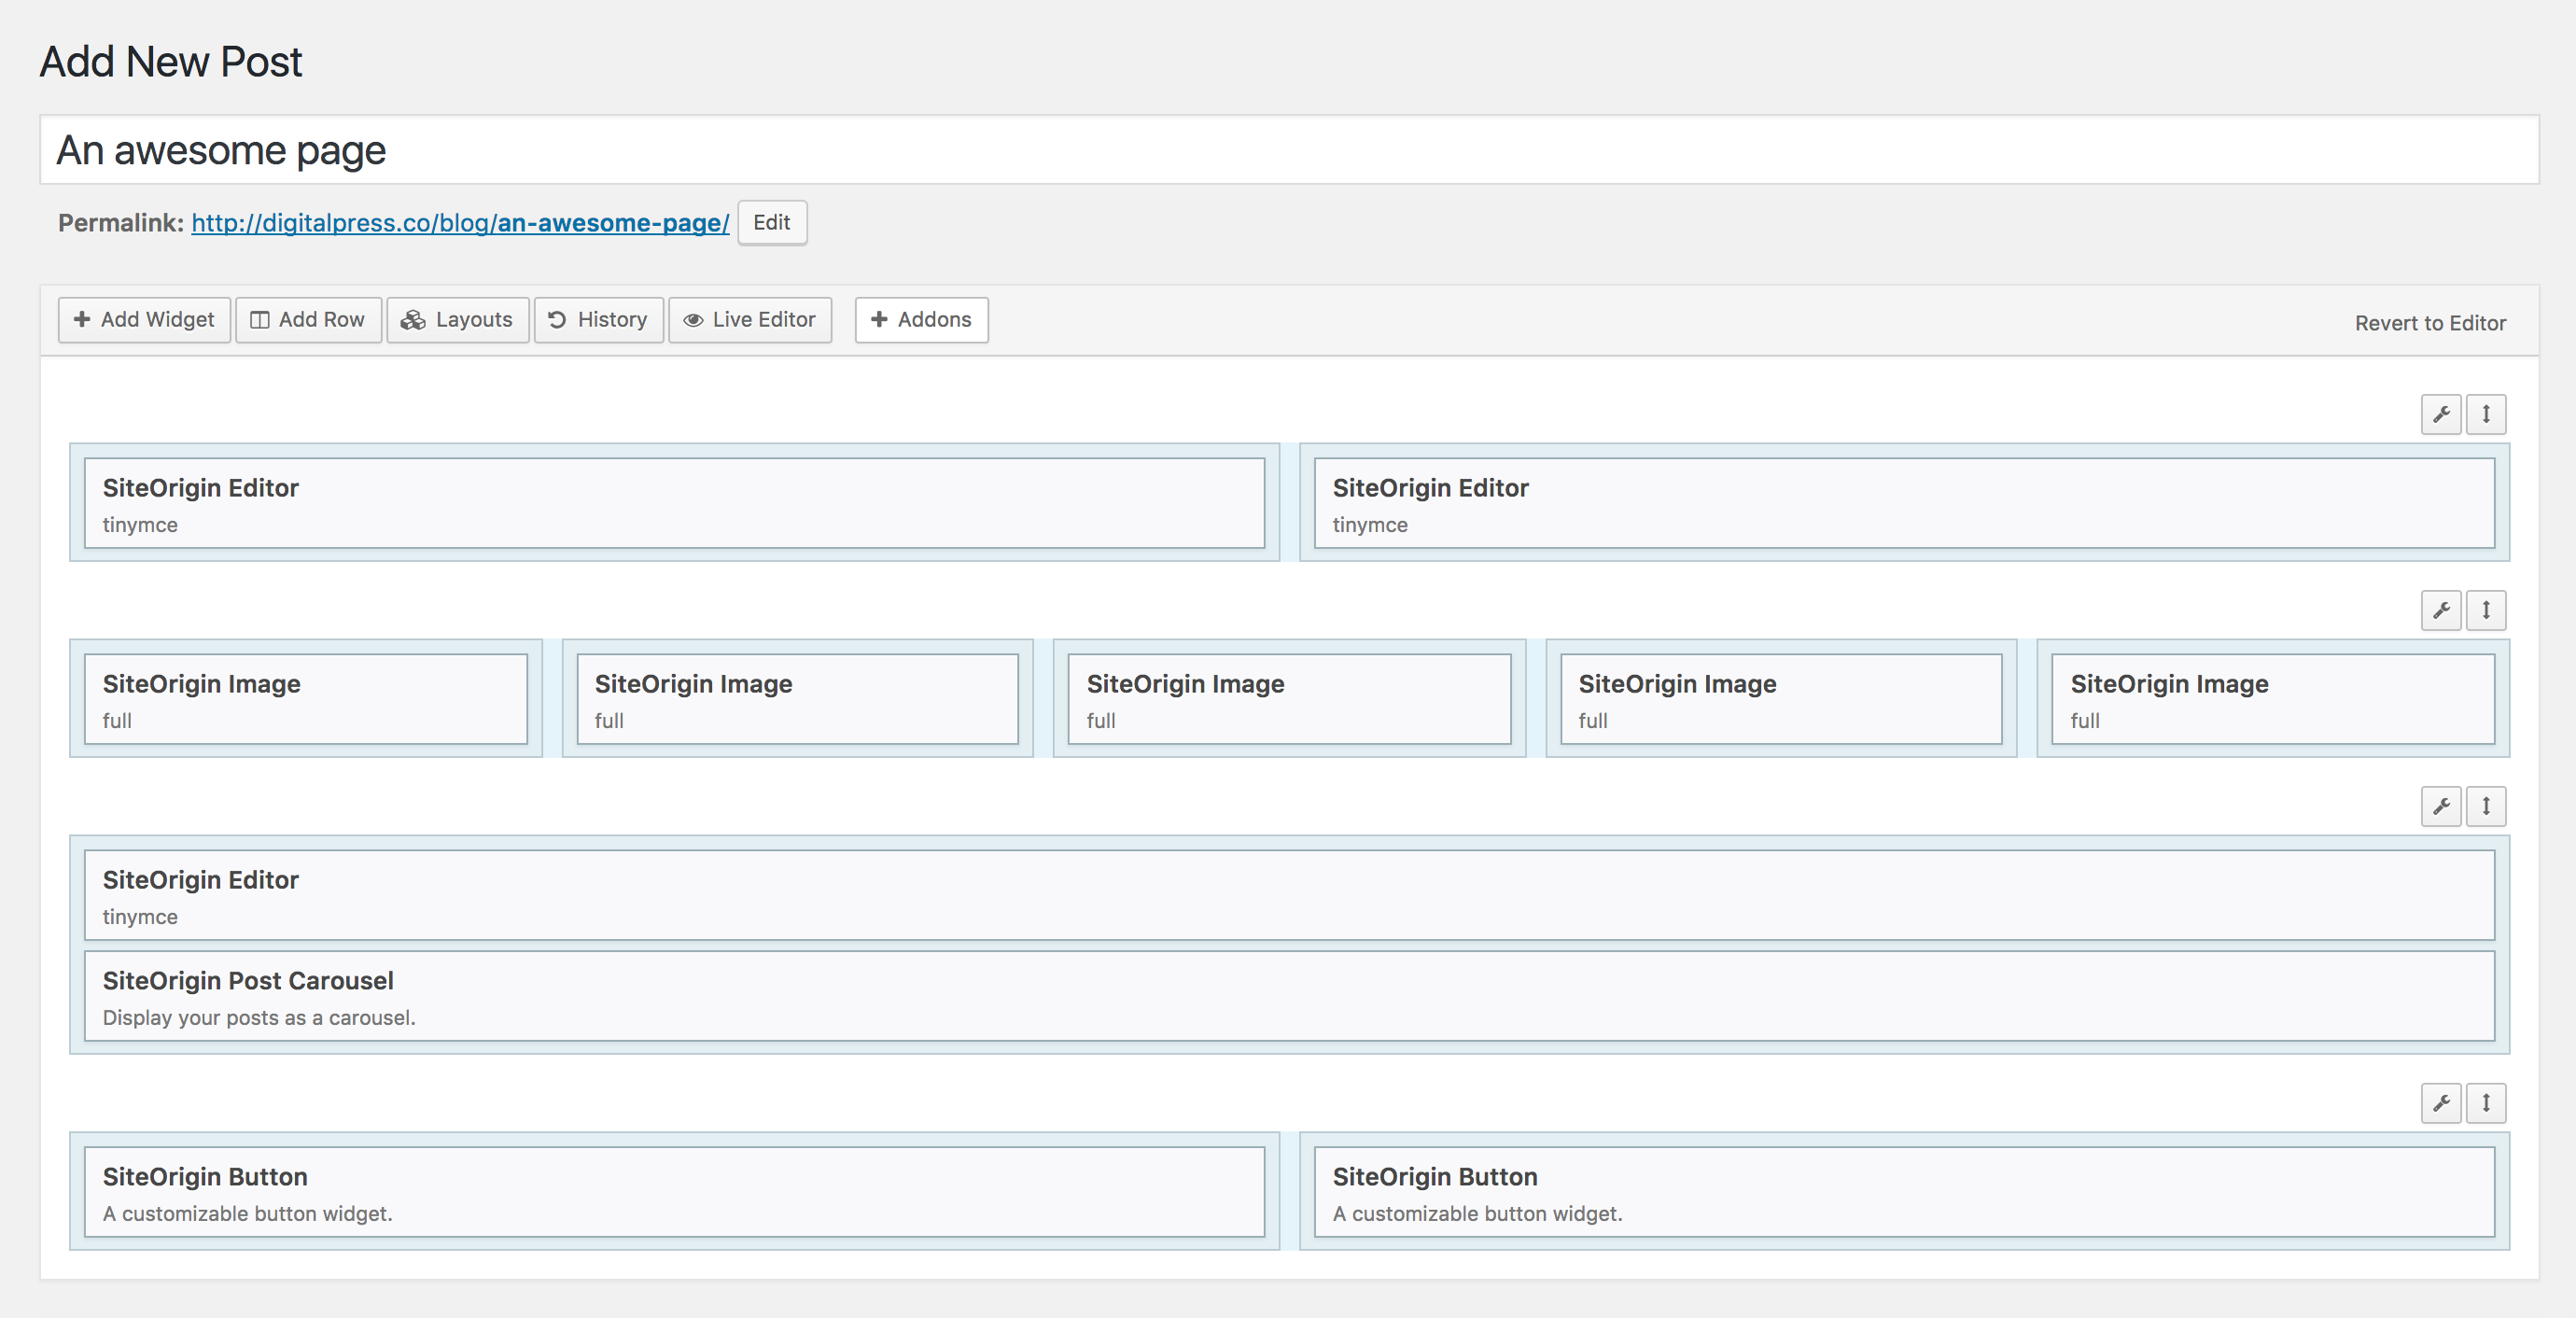 Add New Post
An awesome page
Permalink: http://digitalpress.co/blog/an-awesome-page/ Edit
Add Widget Add Row Layouts History Live Editor Addons Revert to Editor
SiteOrigin Editor SiteOrigin Editor
tinymce tinymce
SiteOrigin Image SiteOrigin Image SiteOrigin Image SiteOrigin Image SiteOrigin Image
full full full full full
SiteOrigin Editor
tinymce
SiteOrigin Post Carousel
Display your posts as a carousel.
SiteOrigin Button SiteOrigin Button
A customizable button widget. A customizable button widget.